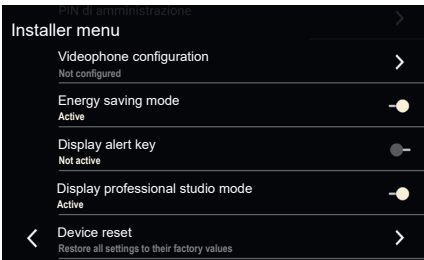 PIN di amministrazione
Installer menu
Videophone configuration
Not configured
Energy saving mode
Active
Display alert key
Not active
Display professional studio mode
Active
Device reset
Restore all settings to their factory values